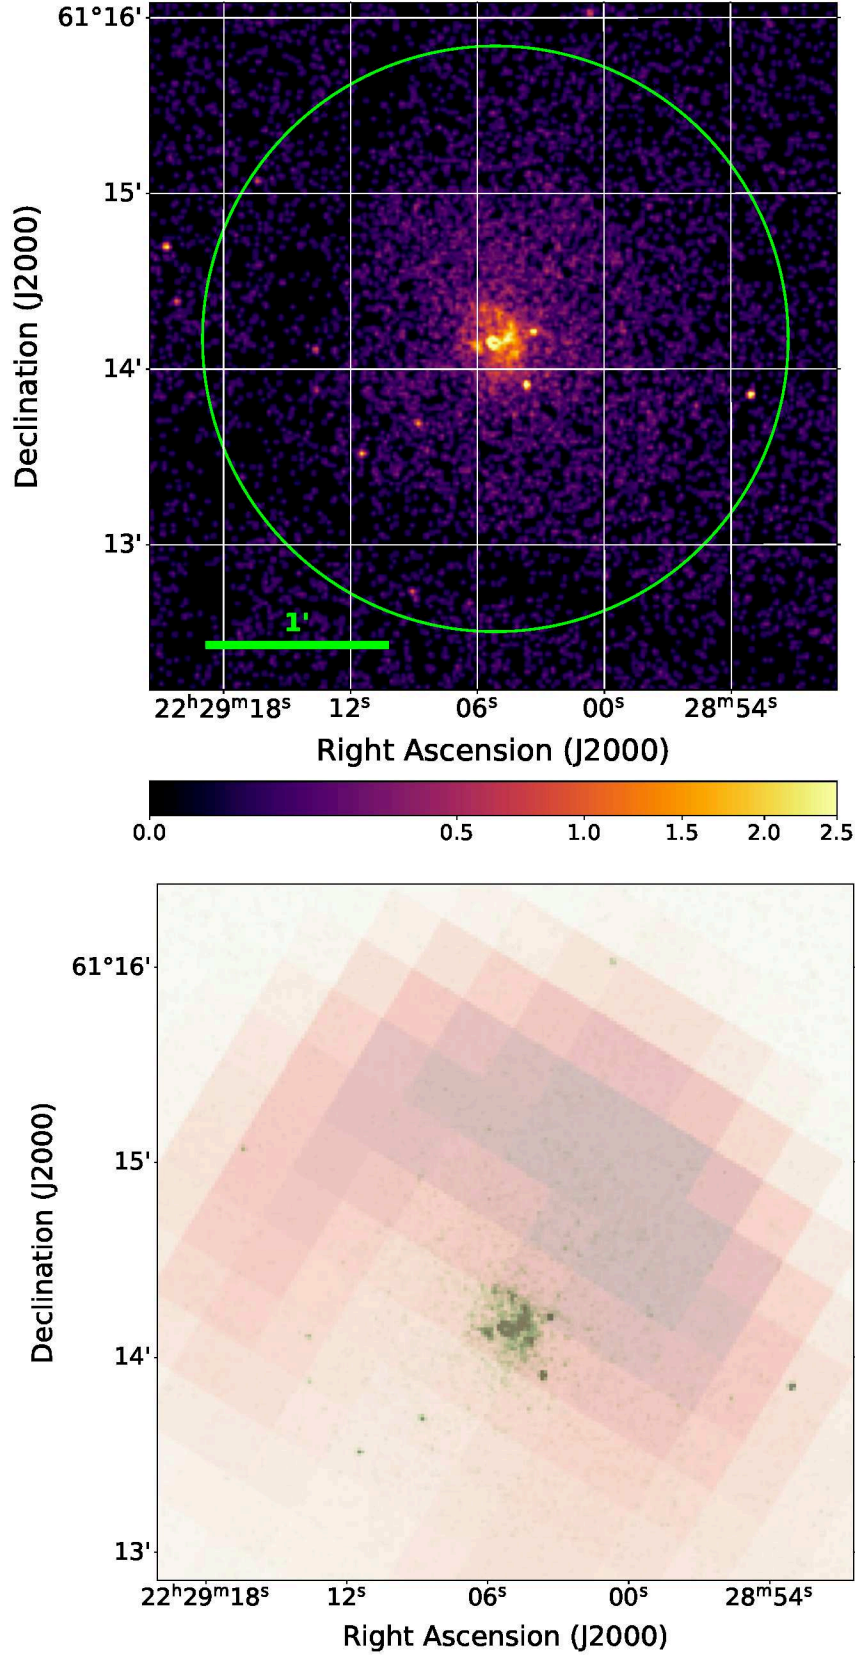 61°16'
15'
14'
13'
Declination (J2000)
1'
22ʰ29ᵐ18ˢ 12ˢ 06ˢ 00ˢ 28ᵐ54ˢ
Right Ascension (J2000)
0.0 0.5 1.0 1.5 2.0 2.5
61°16'
15'
14'
13'
Declination (J2000)
22ʰ29ᵐ18ˢ 12ˢ 06ˢ 00ˢ 28ᵐ54ˢ
Right Ascension (J2000)